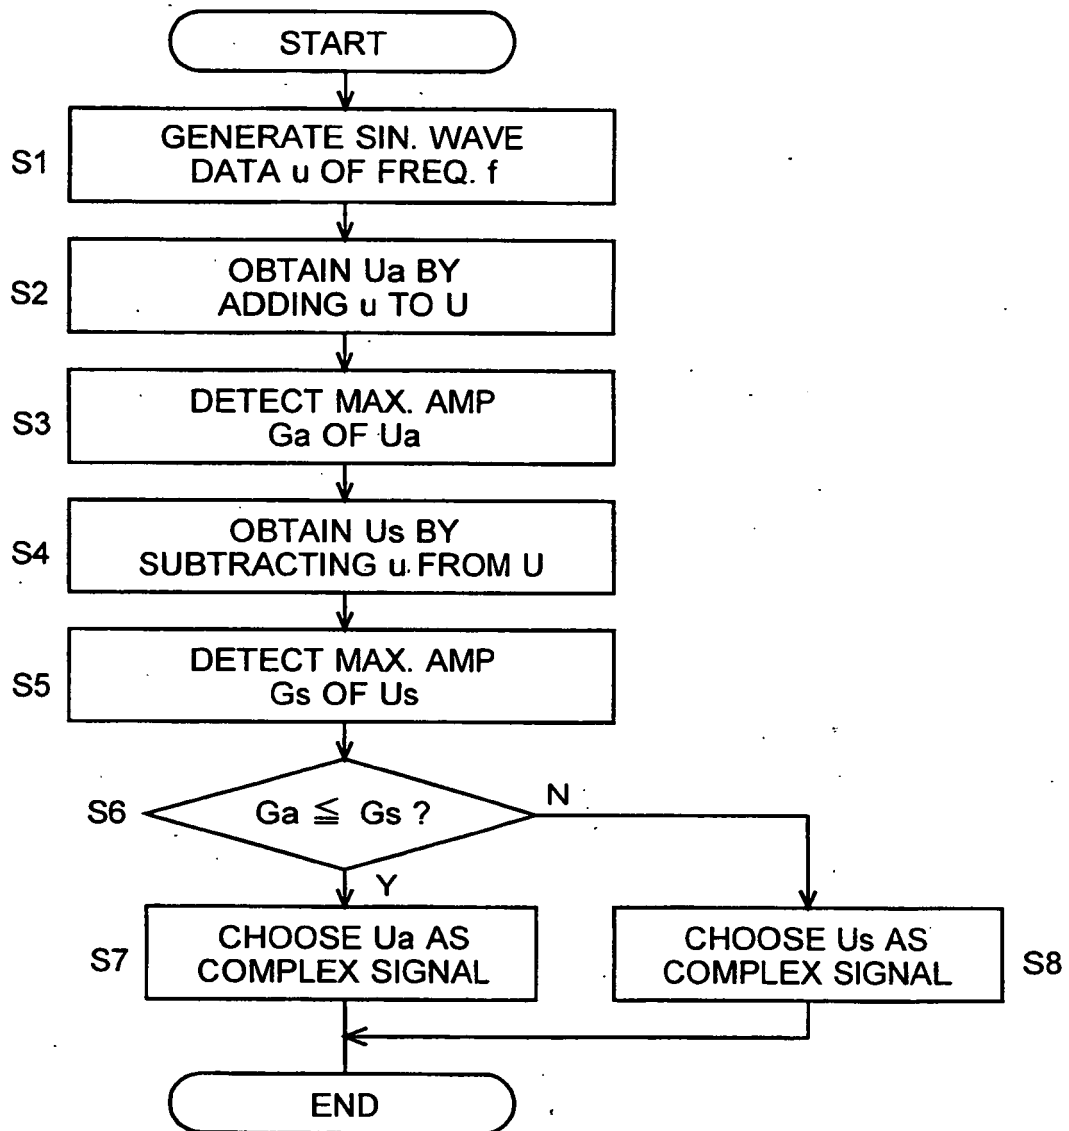 START
S1
GENERATE SIN. WAVE
DATA u OF FREQ. f
S2
OBTAIN Ua BY
ADDING u TO U
S3
DETECT MAX. AMP
Ga OF Ua
S4
OBTAIN Us BY
SUBTRACTING u FROM U
S5
DETECT MAX. AMP
Gs OF Us
S6
Ga ≦ Gs ?
N
Y
S7
CHOOSE Ua AS
COMPLEX SIGNAL
CHOOSE Us AS
COMPLEX SIGNAL
S8
END